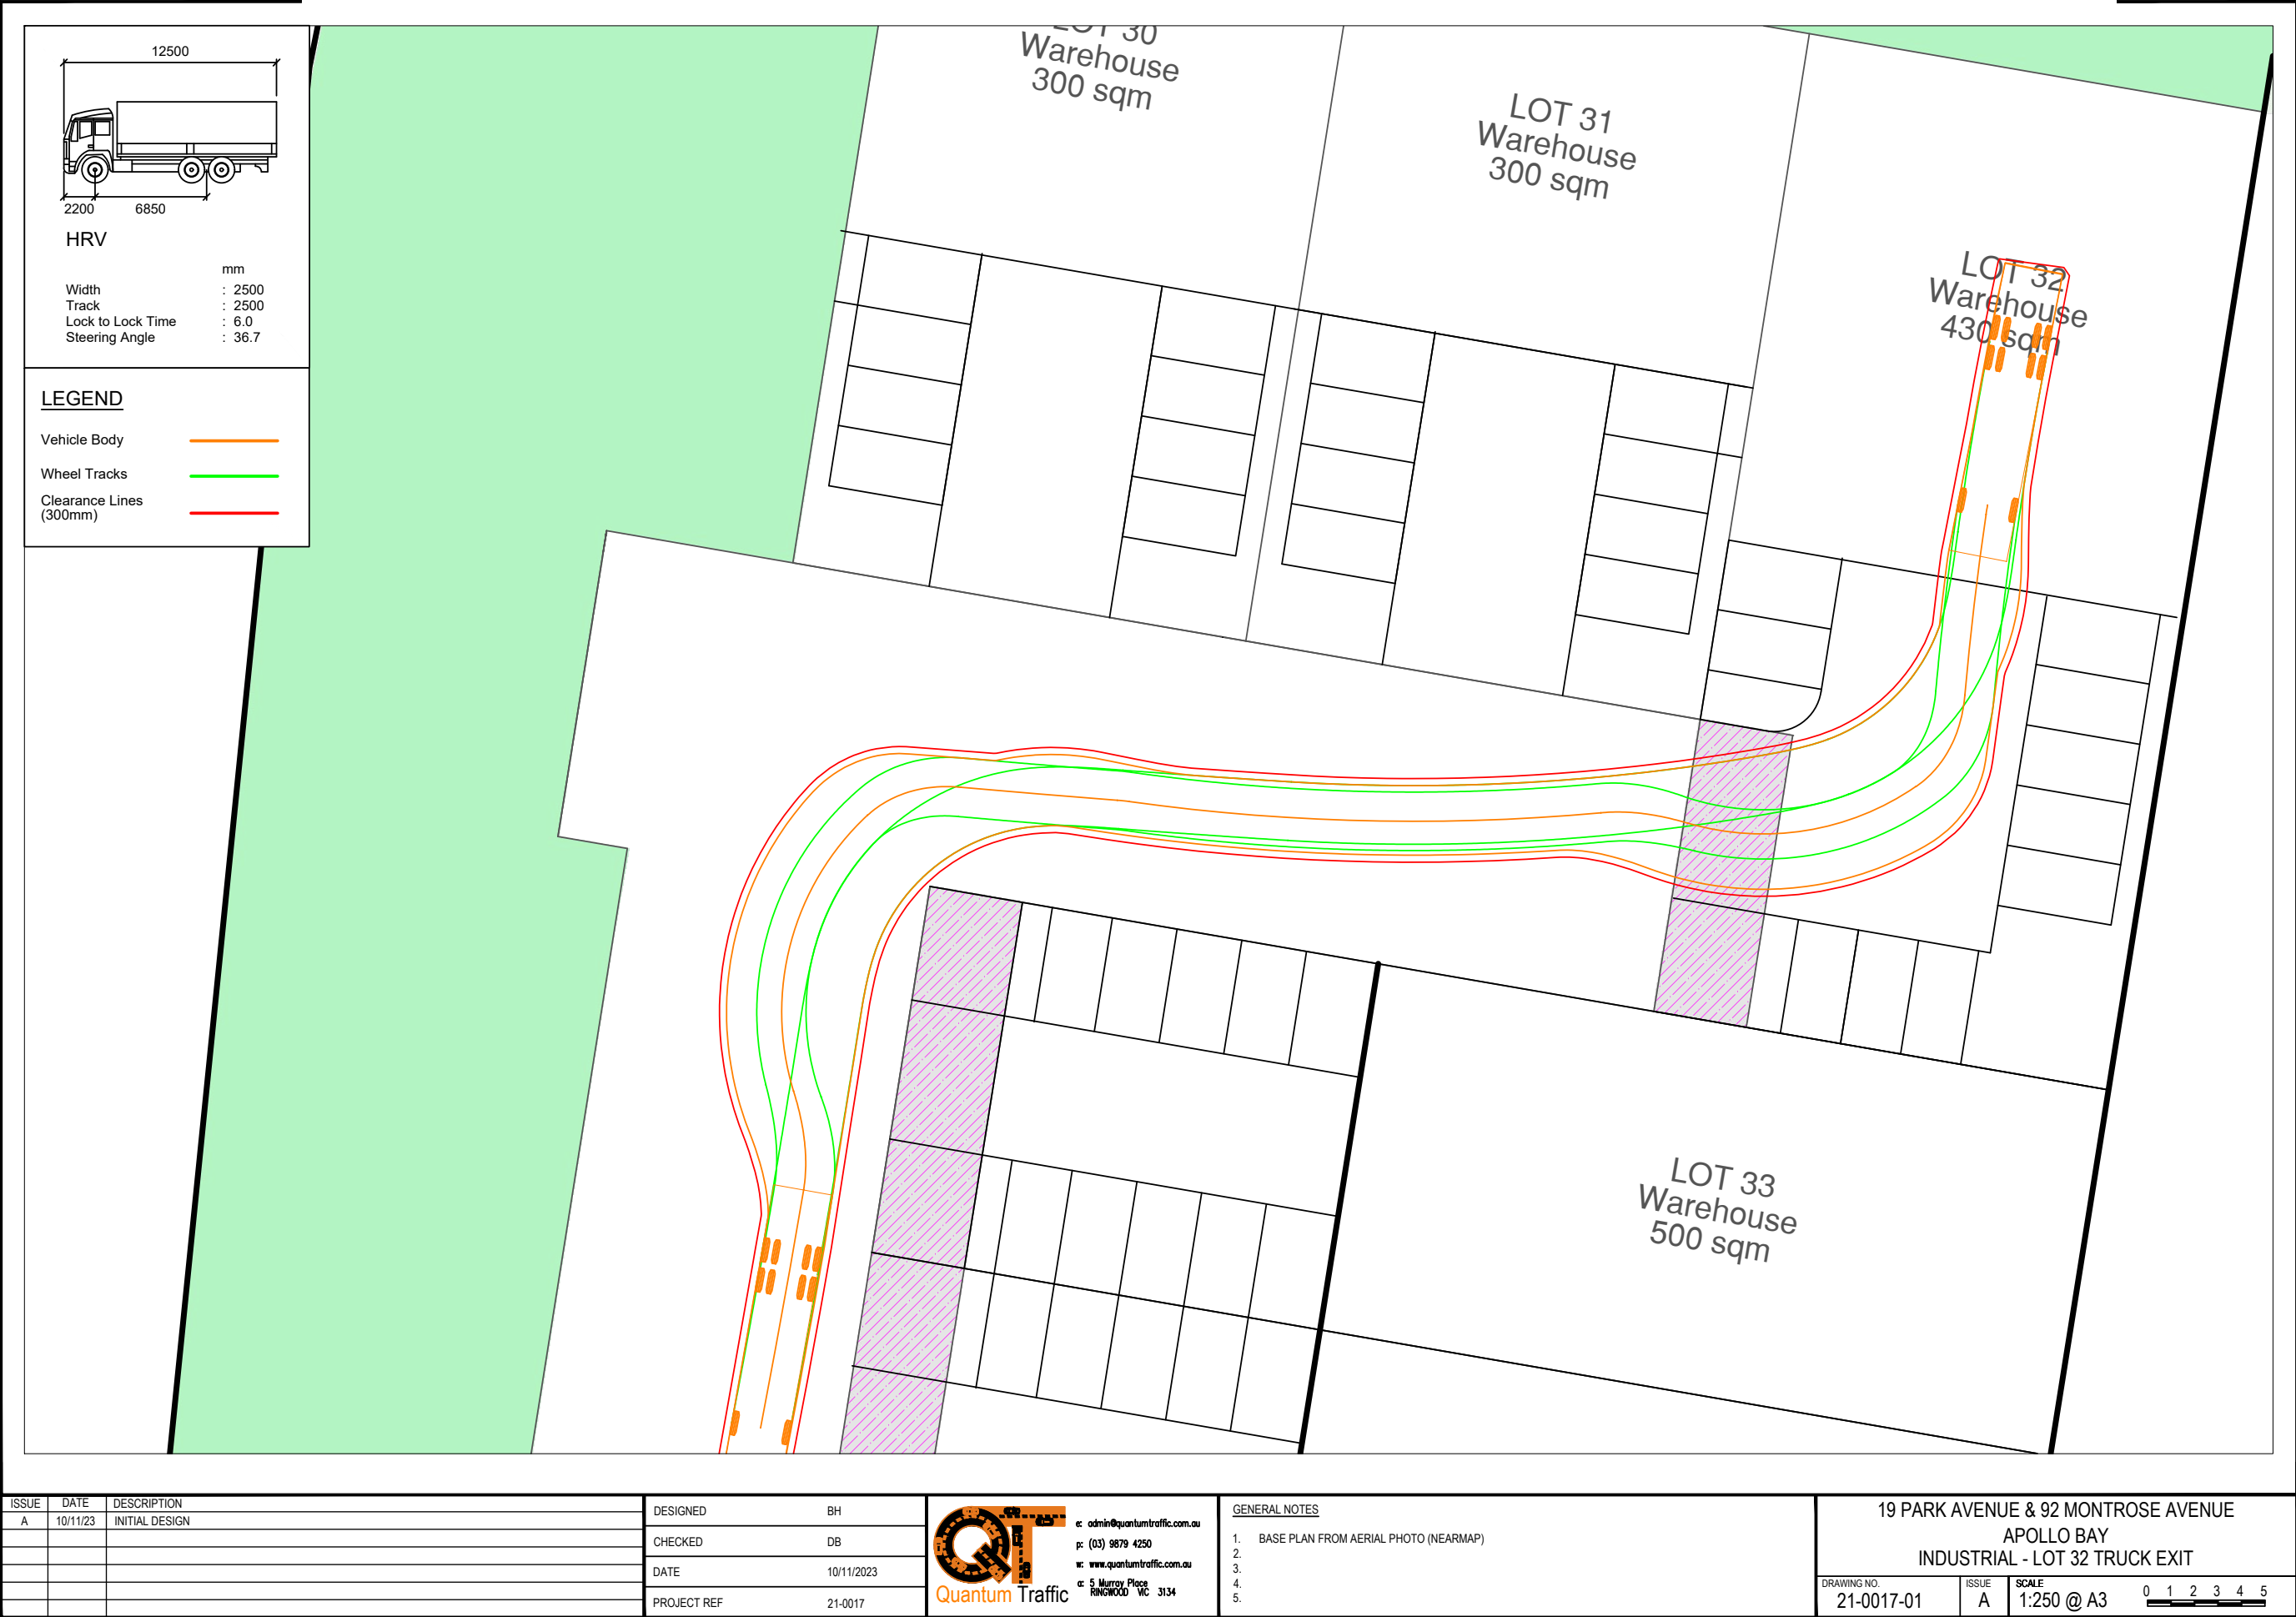 12500
2200 6850
HRV
mm
Width : 2500
Track : 2500
Lock to Lock Time : 6.0
Steering Angle : 36.7
LEGEND
Vehicle Body
Wheel Tracks
Clearance Lines
(300mm)
LOT 30
Warehouse
300 sqm
LOT 31
Warehouse
300 sqm
LOT 32
Warehouse
430 sqm
LOT 33
Warehouse
500 sqm
ISSUE DATE DESCRIPTION
A 10/11/23 INITIAL DESIGN
DESIGNED BH
CHECKED DB
DATE 10/11/2023
PROJECT REF 21-0017
QT
Quantum Traffic
e: admin@quantumtraffic.com.au
p: (03) 9879 4250
w: www.quantumtraffic.com.au
a: 5 Murray Place
RINGWOOD VIC 3134
GENERAL NOTES
1. BASE PLAN FROM AERIAL PHOTO (NEARMAP)
2.
3.
4.
5.
19 PARK AVENUE & 92 MONTROSE AVENUE
APOLLO BAY
INDUSTRIAL - LOT 32 TRUCK EXIT
DRAWING NO. ISSUE SCALE
21-0017-01 A 1:250 @ A3 0 1 2 3 4 5